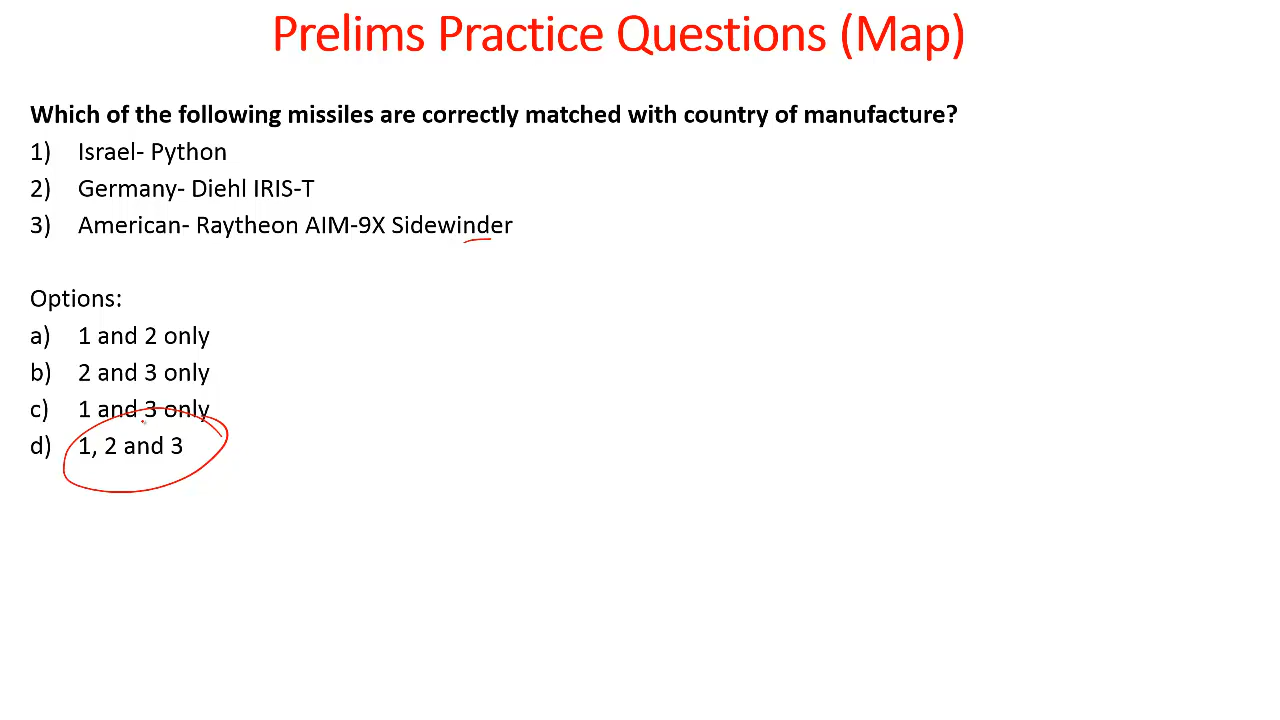 Prelims Practice Questions (Map)
Which of the following missiles are correctly matched with country of manufacture?
1) Israel- Python
2) Germany- Diehl IRIS-T
3) American- Raytheon AIM-9X Sidewinder
Options:
a) 1 and 2 only
b) 2 and 3 only
c) 1 and 3 only
d) 1, 2 and 3